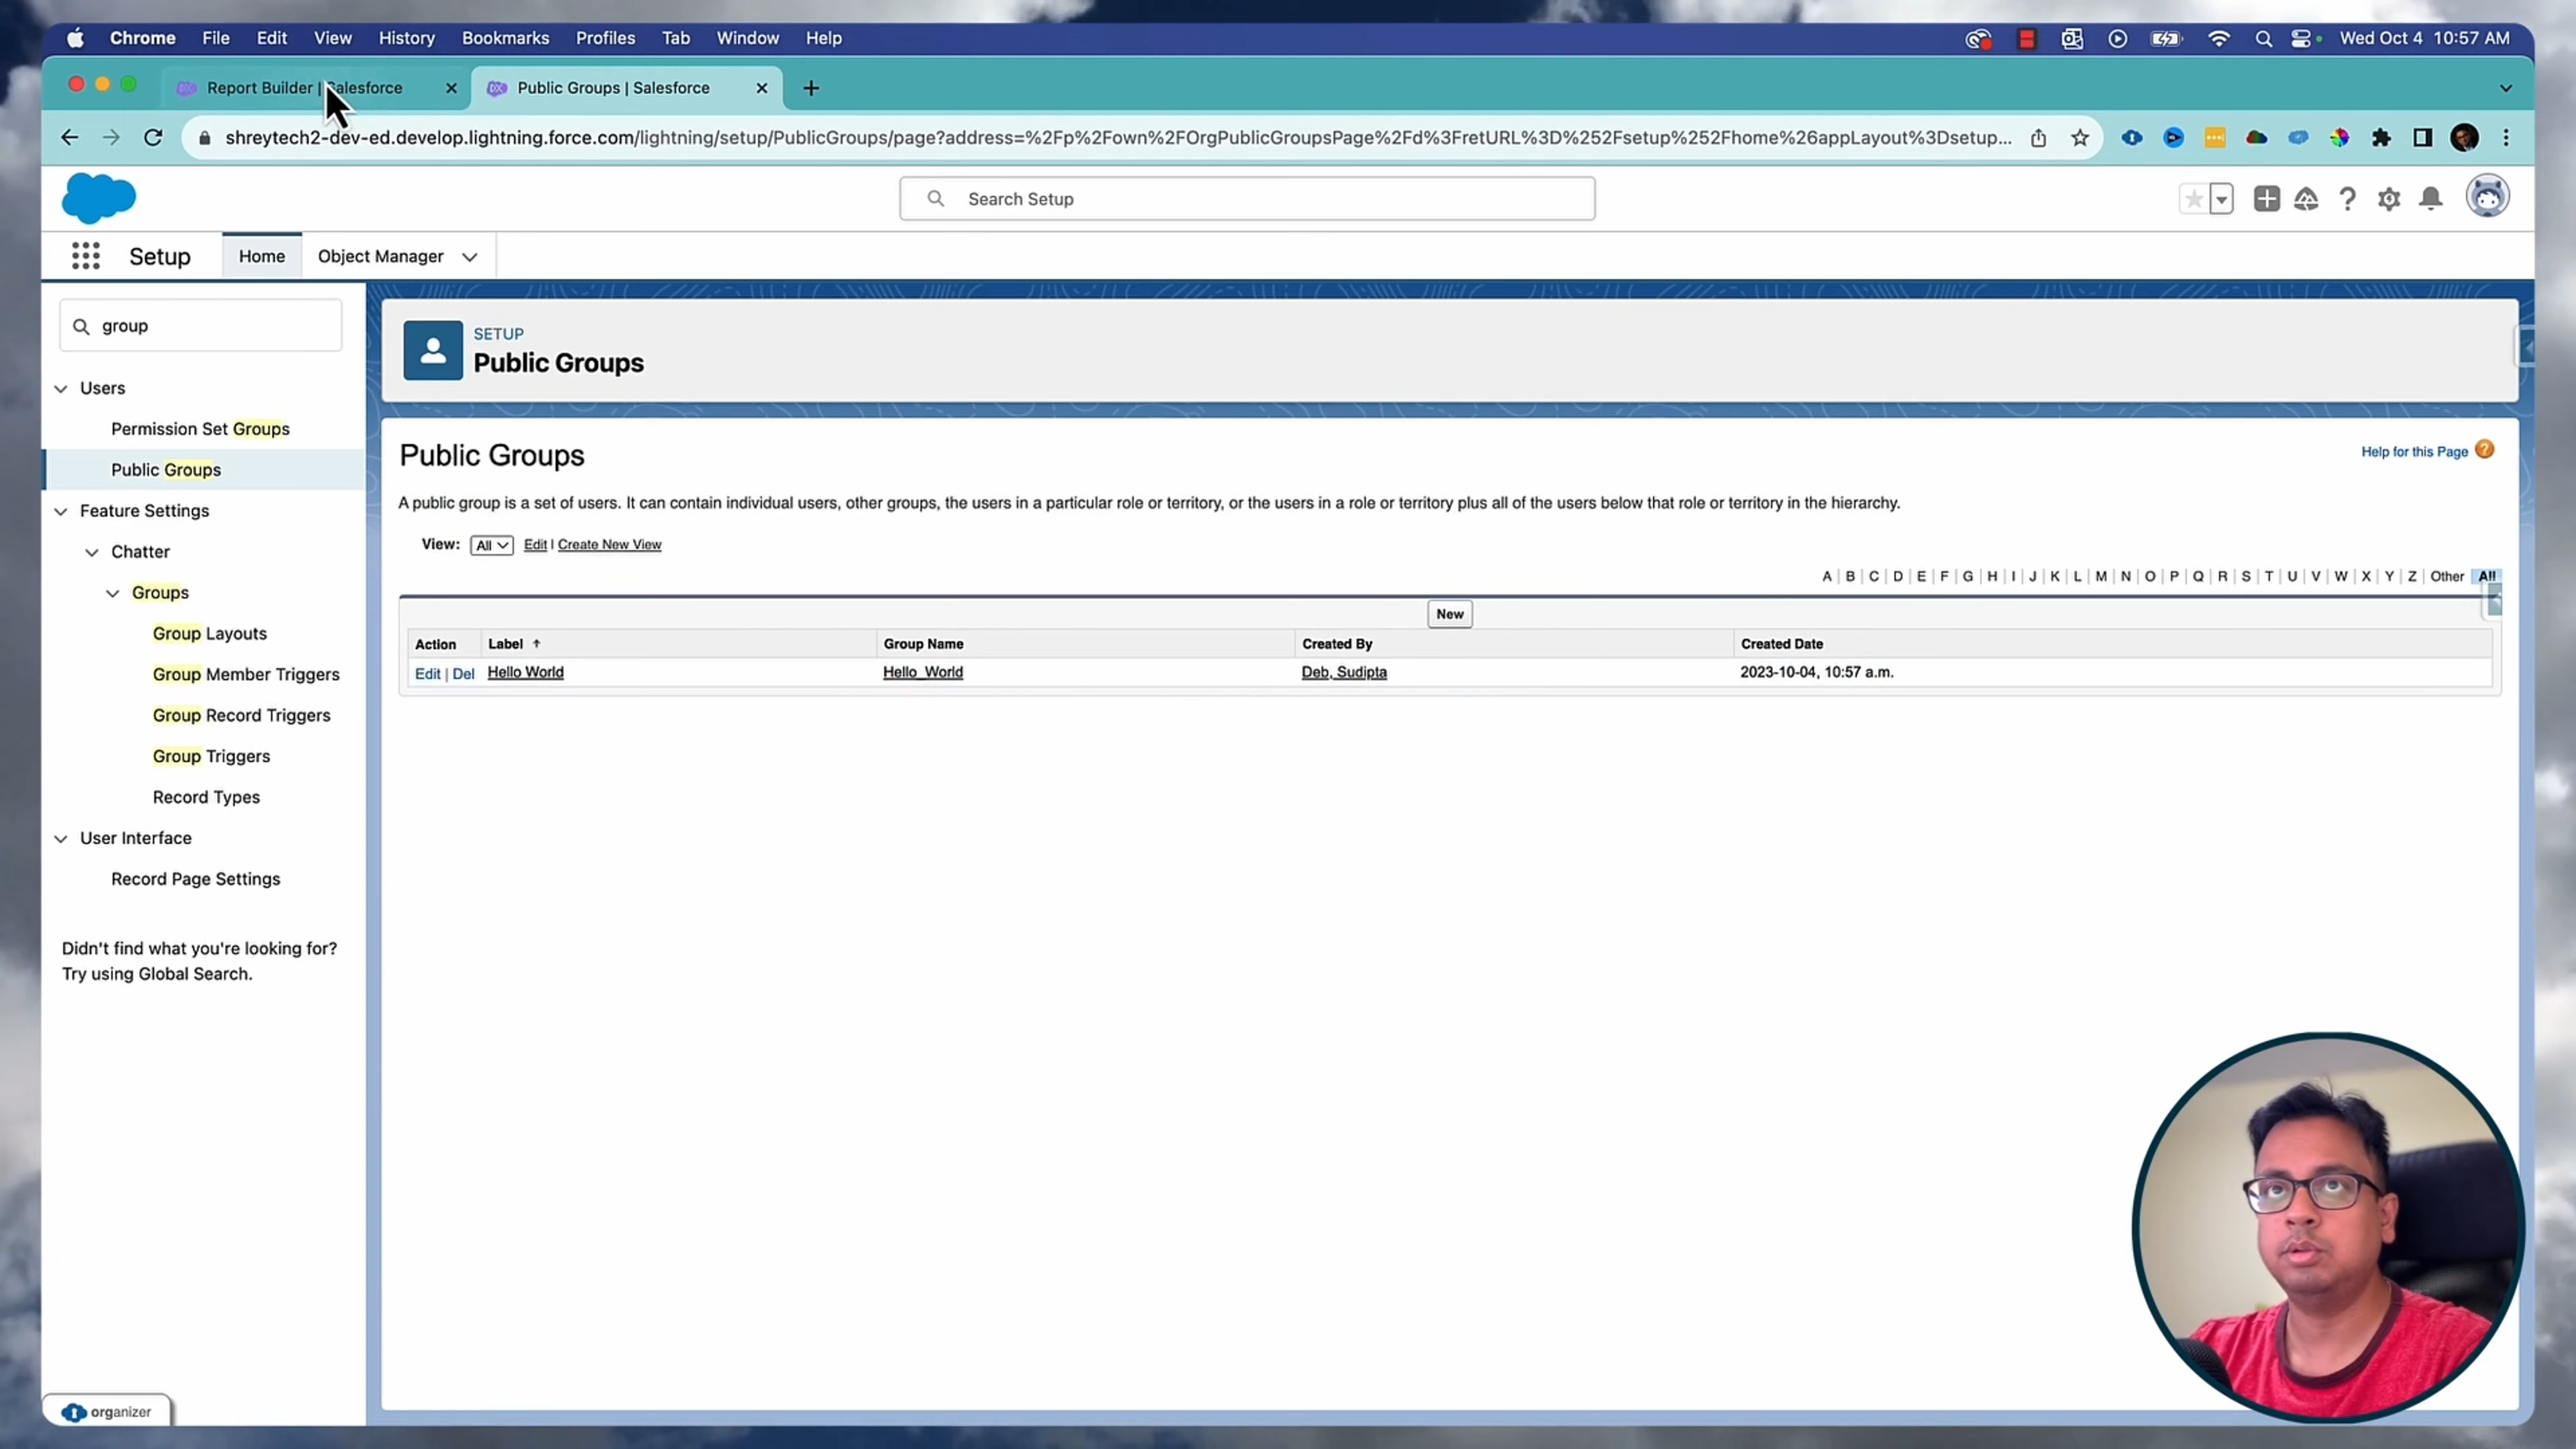 Chrome File Edit View History Bookmarks Profiles Tab Window Help Wed Oct 4 10:57 AM
Report Builder | Salesforce Public Groups | Salesforce
shreytech2-dev-ed.develop.lightning.force.com/lightning/setup/PublicGroups/page?address=%2Fp%2Fown%2FOrgPublicGroupsPage%2Fd%3FretURL%3D%252Fsetup%252Fhome%26appLayout%3Dsetup...
Search Setup
Setup Home Object Manager
group
Users
Permission Set Groups
Public Groups
Feature Settings
Chatter
Groups
Group Layouts
Group Member Triggers
Group Record Triggers
Group Triggers
Record Types
User Interface
Record Page Settings
Didn't find what you're looking for?
Try using Global Search.
organizer
SETUP
Public Groups
Public Groups
Help for this Page
A public group is a set of users. It can contain individual users, other groups, the users in a particular role or territory, or the users in a role or territory plus all of the users below that role or territory in the hierarchy.
View: All Edit | Create New View
A | B | C | D | E | F | G | H | I | J | K | L | M | N | O | P | Q | R | S | T | U | V | W | X | Y | Z | Other All
New
Action Label Group Name Created By Created Date
Edit | Del Hello World Hello_World Deb, Sudipta 2023-10-04, 10:57 a.m.